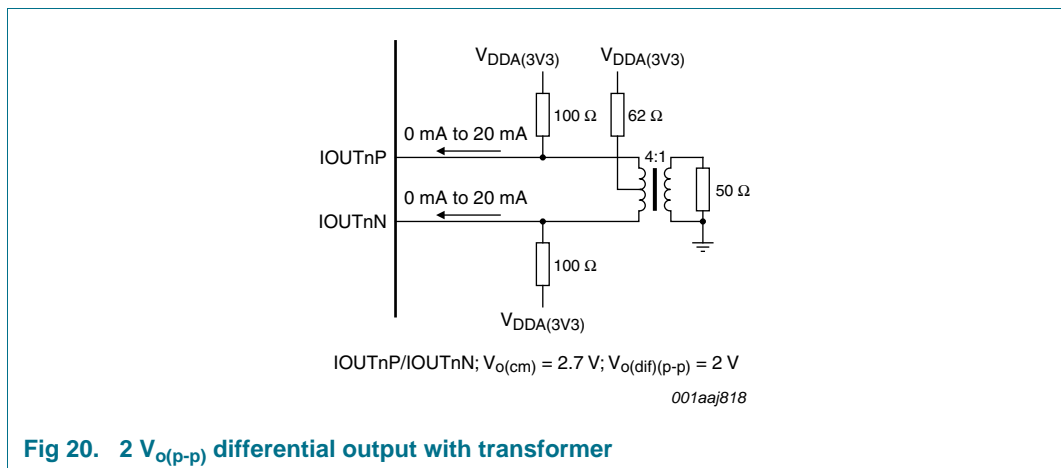 VDDA(3V3) VDDA(3V3)
100 Ω 62 Ω
0 mA to 20 mA
IOUTnP 4:1
50 Ω
0 mA to 20 mA
IOUTnN
100 Ω
VDDA(3V3)
IOUTnP/IOUTnN; Vo(cm) = 2.7 V; Vo(dif)(p-p) = 2 V
001aaj818
Fig 20. 2 Vo(p-p) differential output with transformer